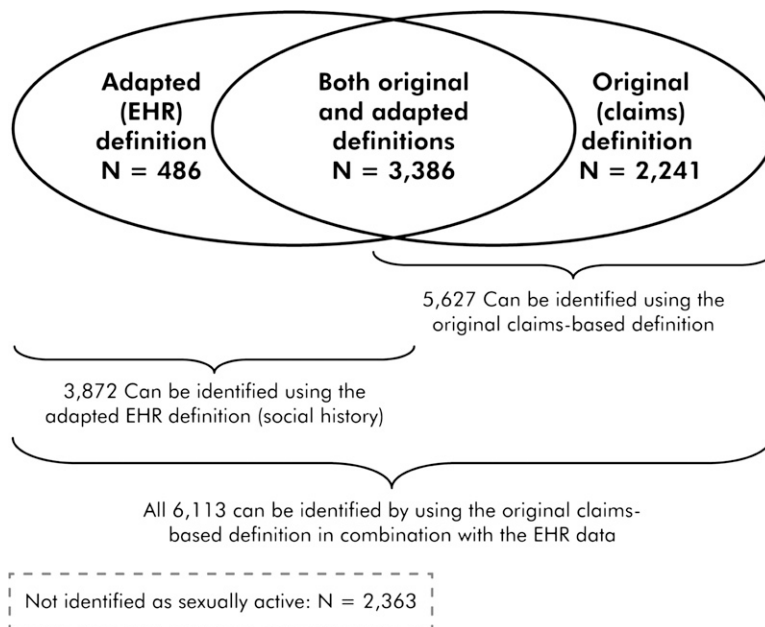 Adapted
(EHR)
definition
N = 486
Both original
and adapted
definitions
N = 3,386
Original
(claims)
definition
N = 2,241
5,627 Can be identified using the
original claims-based definition
3,872 Can be identified using the
adapted EHR definition (social history)
All 6,113 can be identified by using the original claims-
based definition in combination with the EHR data
Not identified as sexually active: N = 2,363